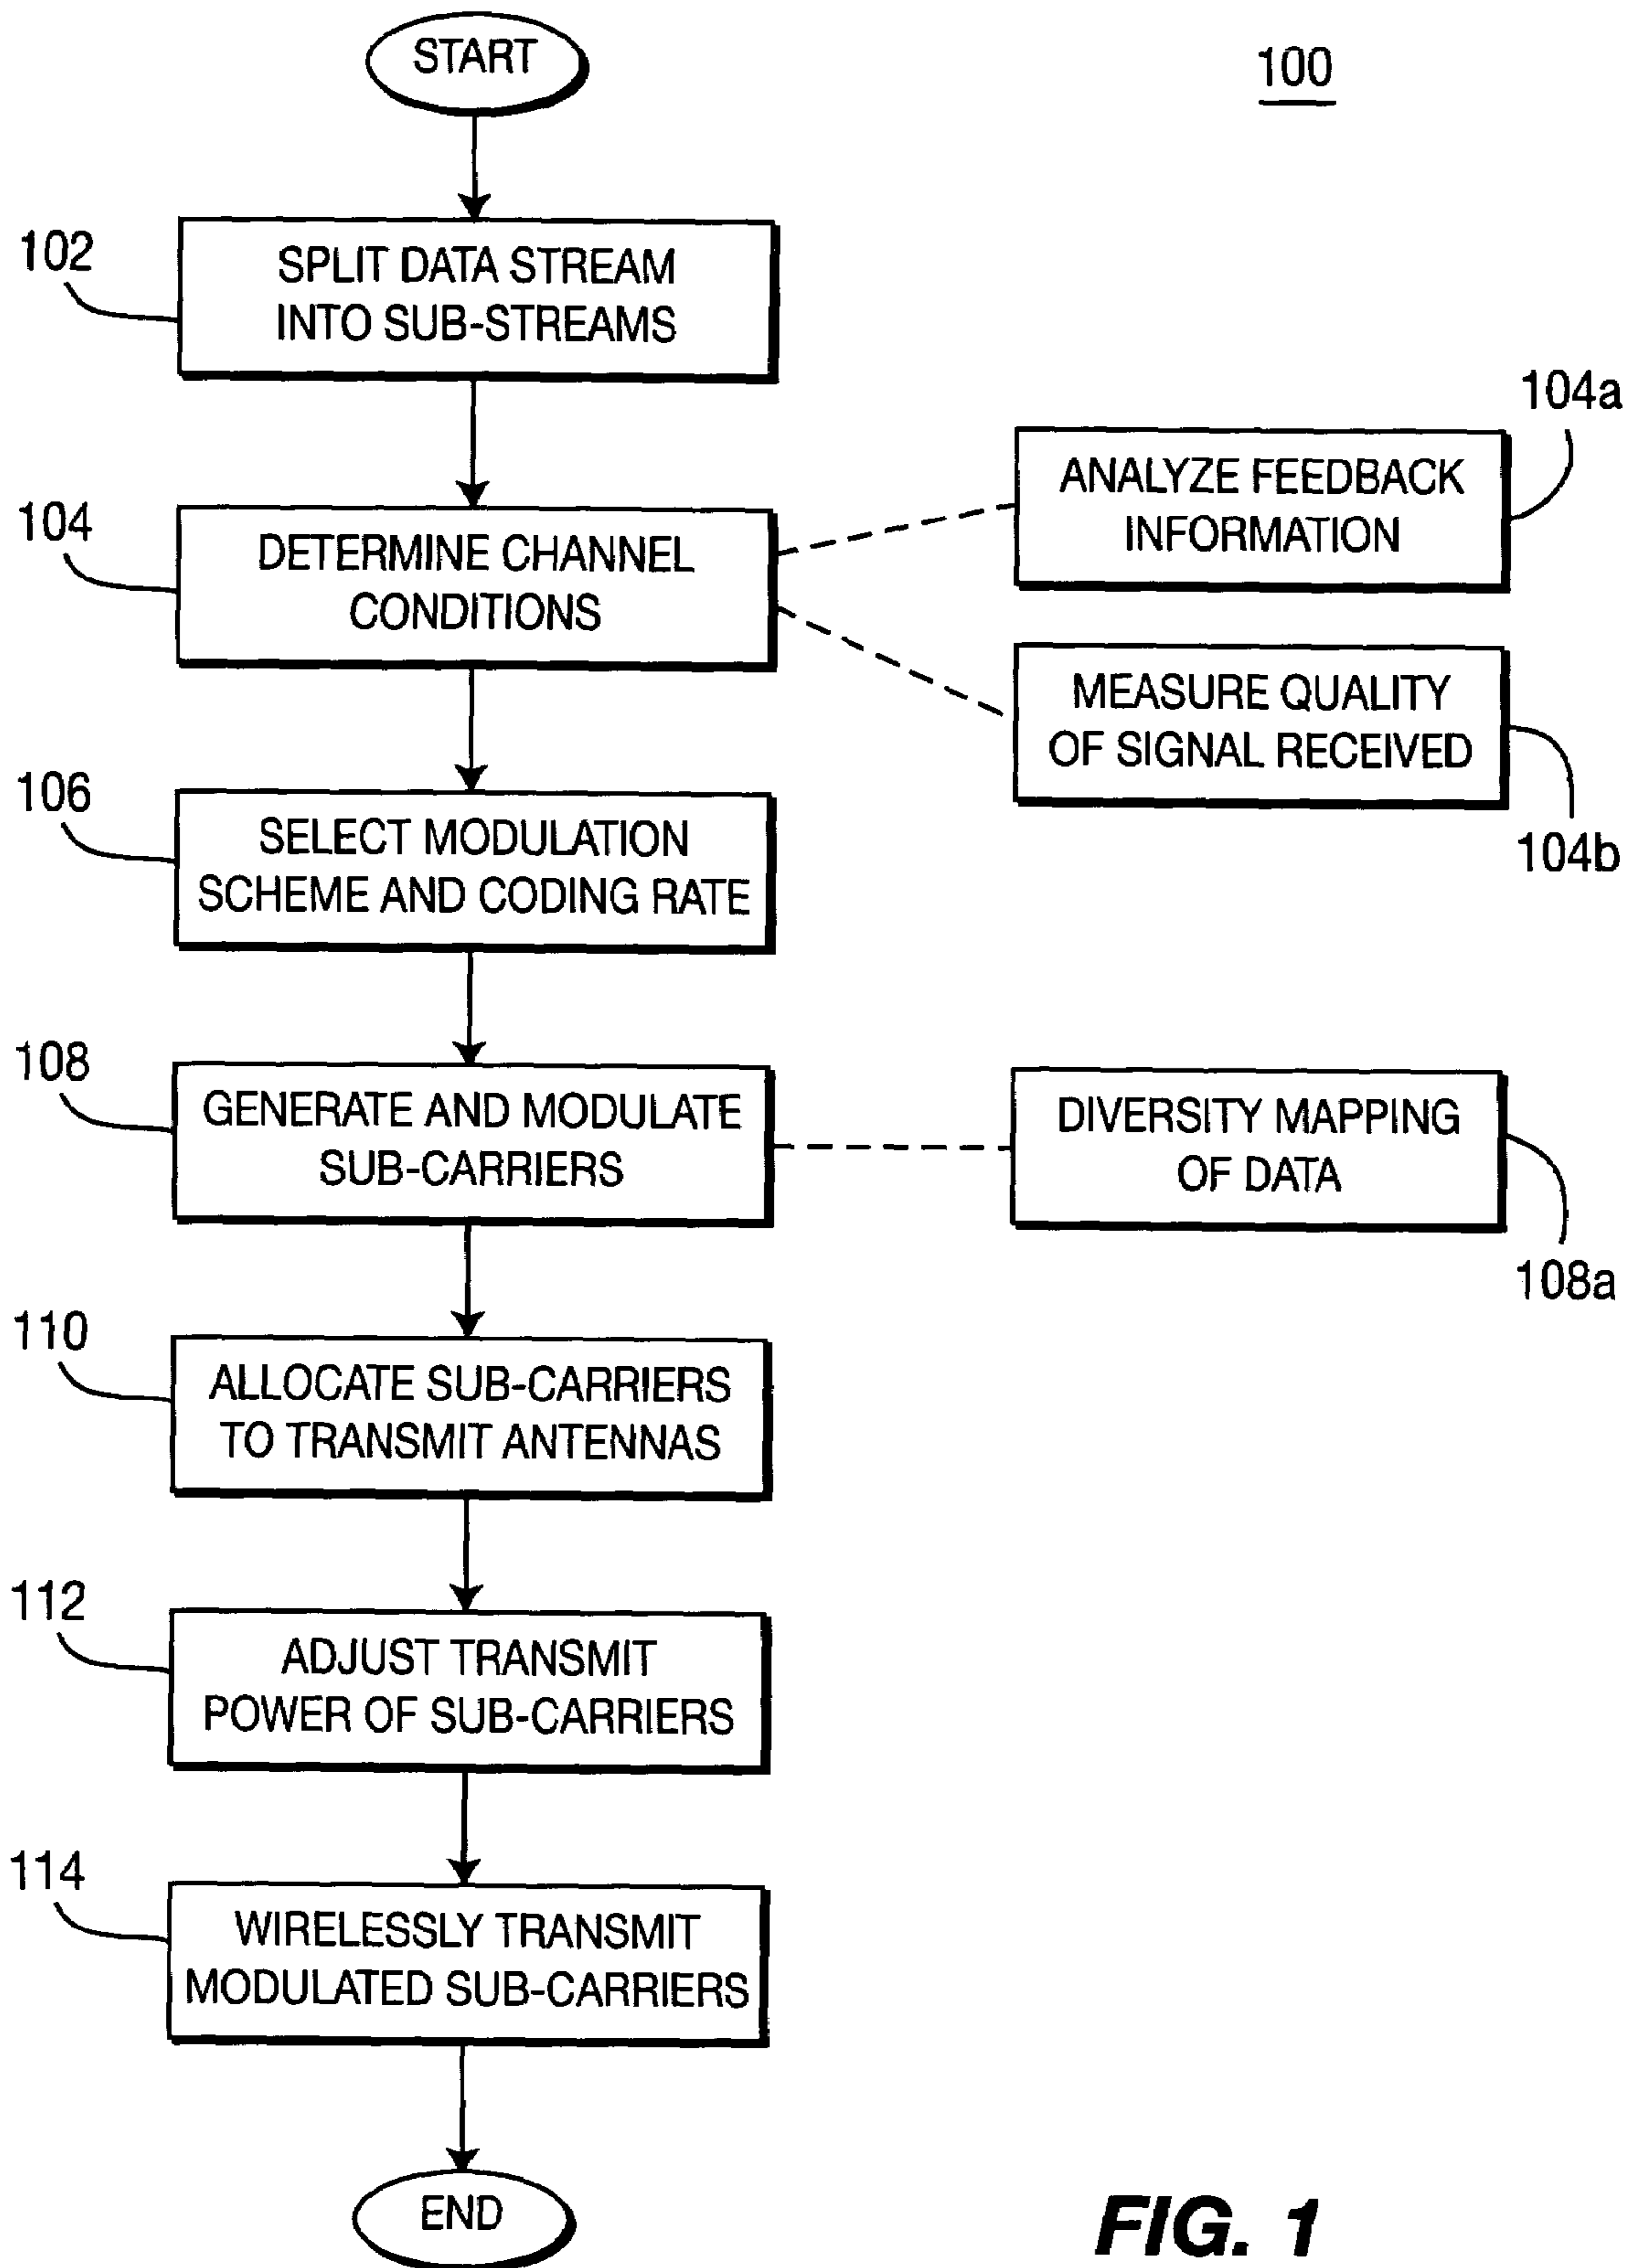 START
100
102
SPLIT DATA STREAM
INTO SUB-STREAMS
104a
ANALYZE FEEDBACK
INFORMATION
104
DETERMINE CHANNEL
CONDITIONS
MEASURE QUALITY
OF SIGNAL RECEIVED
104b
106
SELECT MODULATION
SCHEME AND CODING RATE
108
GENERATE AND MODULATE
SUB-CARRIERS
DIVERSITY MAPPING
OF DATA
108a
110
ALLOCATE SUB-CARRIERS
TO TRANSMIT ANTENNAS
112
ADJUST TRANSMIT
POWER OF SUB-CARRIERS
114
WIRELESSLY TRANSMIT
MODULATED SUB-CARRIERS
END
FIG. 1